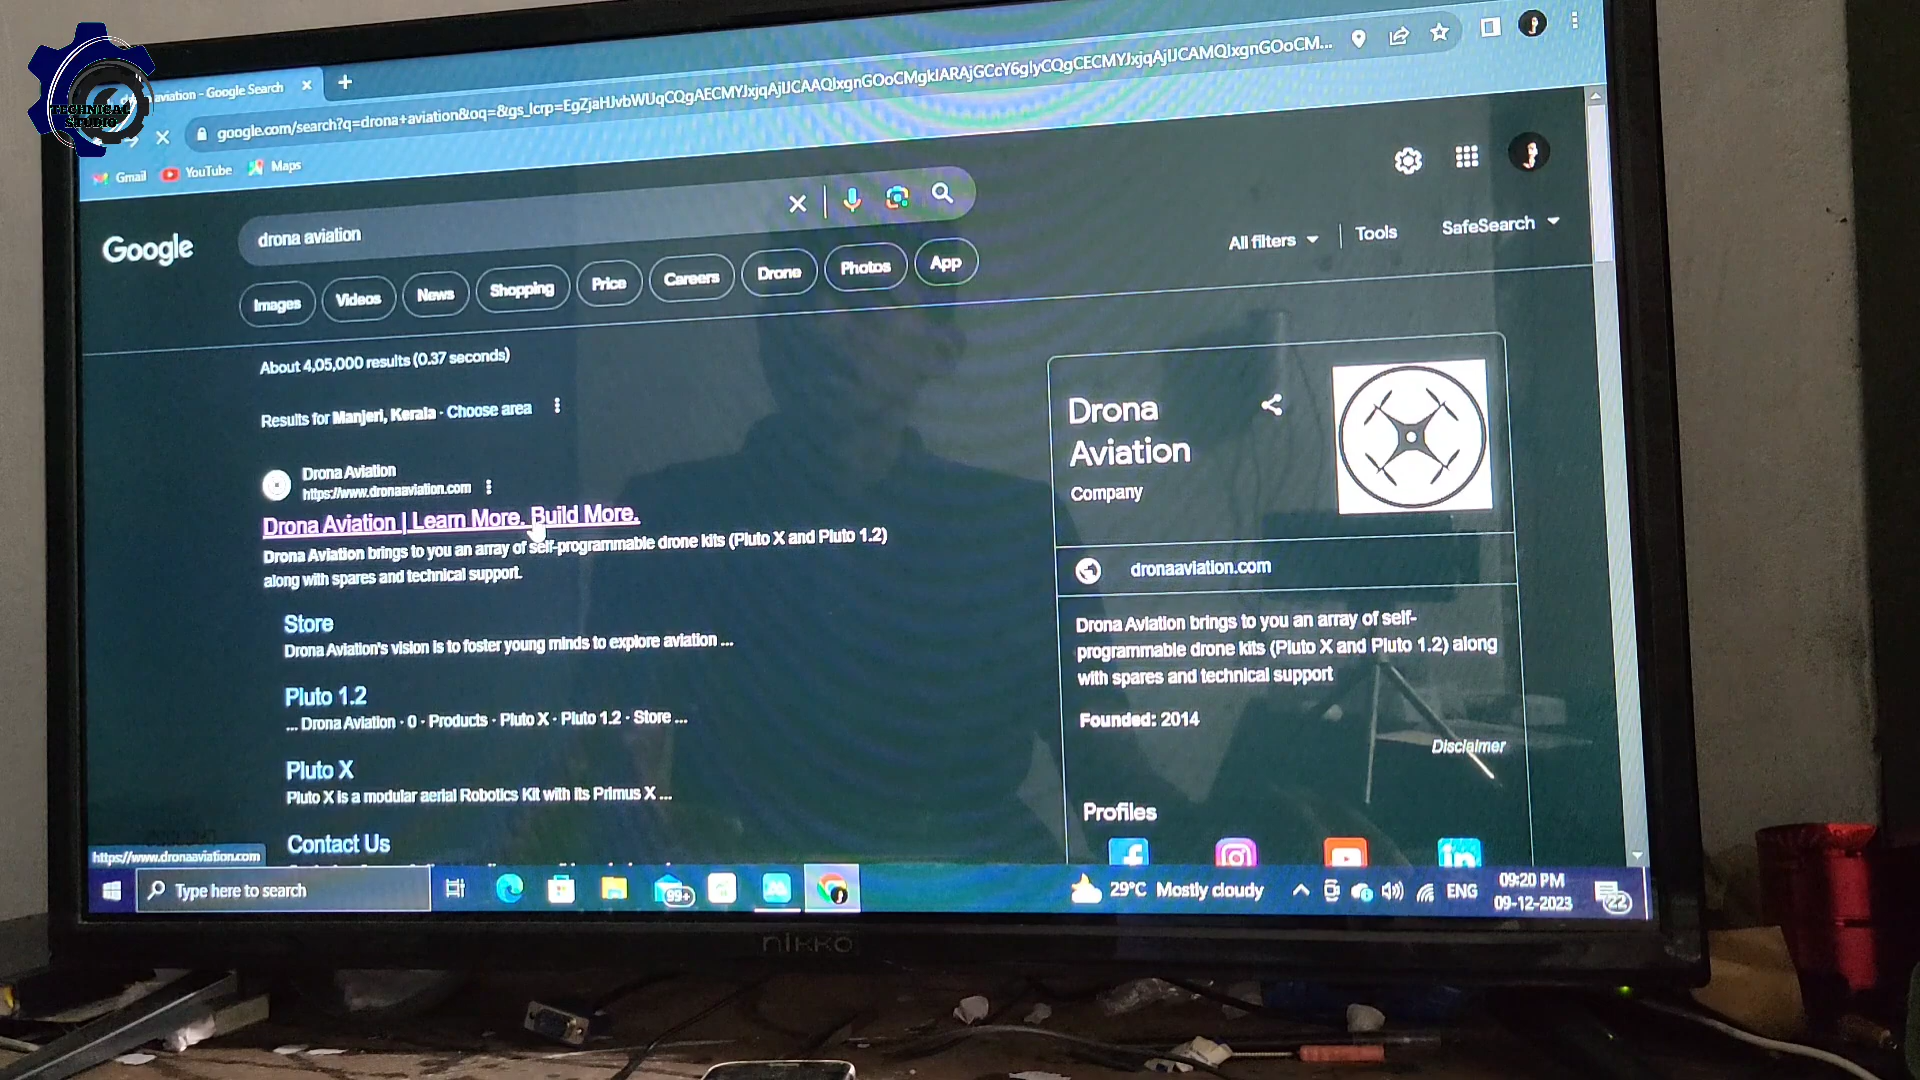 TECHNICAL
STUDIO
aviation - Google Search
google.com/search?q=drona+aviation&oq=&gs_lcrp=EgZjaHJvbWUqCQgAECMYJxjqAjIJCAAQIxgnGOoCMgkIARAjGCcY6gIyCQgCECMYJxjqAjIJCAMQIxgnGOoCM...
Gmail YouTube Maps
Google
drona aviation
Images Videos News Shopping Price Careers Drone Photos App
All filters Tools SafeSearch
About 4,05,000 results (0.37 seconds)
Results for Manjeri, Kerala · Choose area
Drona Aviation
https://www.dronaaviation.com
Drona Aviation | Learn More. Build More.
Drona Aviation brings to you an array of self-programmable drone kits (Pluto X and Pluto 1.2)
along with spares and technical support.
Store
Drona Aviation's vision is to foster young minds to explore aviation ...
Pluto 1.2
... Drona Aviation · 0 · Products · Pluto X · Pluto 1.2 · Store ...
Pluto X
Pluto X is a modular aerial Robotics Kit with its Primus X ...
Contact Us
Drona
Aviation
Company
dronaaviation.com
Drona Aviation brings to you an array of self-
programmable drone kits (Pluto X and Pluto 1.2) along
with spares and technical support
Founded: 2014
Disclaimer
Profiles
https://www.dronaaviation.com
Type here to search
99+
29°C Mostly cloudy
ENG
09:20 PM
09-12-2023
22
nikko